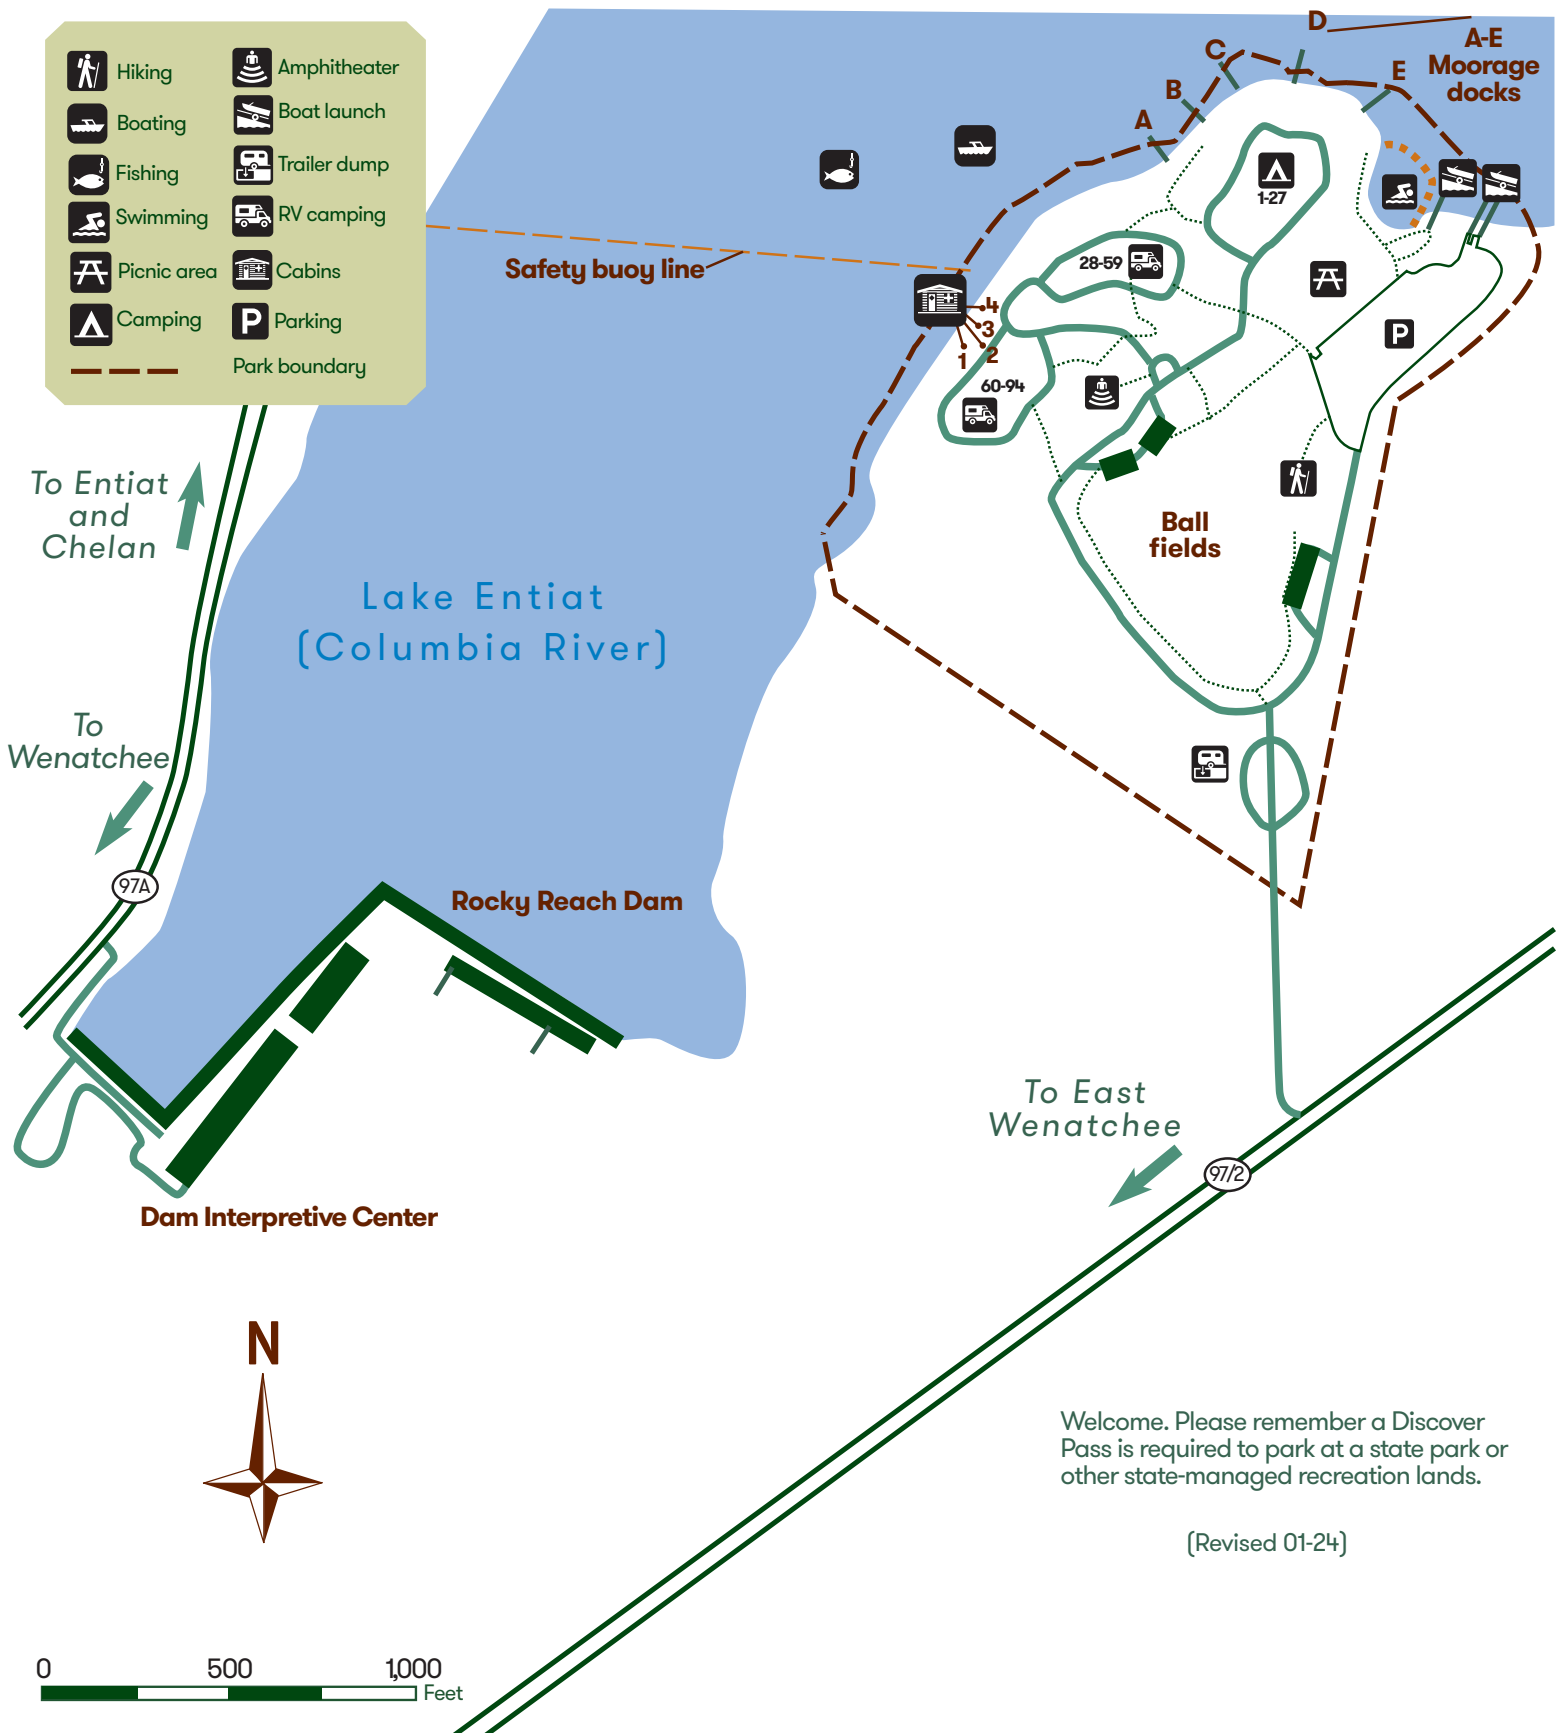 Hiking
Boating
Fishing
Swimming
Picnic area
Camping
Amphitheater
Boat launch
Trailer dump
RV camping
Cabins
P Parking
Park boundary
D
A-E
Moorage
docks
C
E
B
A
1-27
28-59
Safety buoy line
4
3
2
1
P
60-94
To Entiat
and
Chelan
Ball
fields
Lake Entiat
(Columbia River)
To
Wenatchee
97A
Rocky Reach Dam
To East
Wenatchee
97/2
Dam Interpretive Center
N
Welcome. Please remember a Discover
Pass is required to park at a state park or
other state-managed recreation lands.
(Revised 01-24)
0 500 1,000
Feet